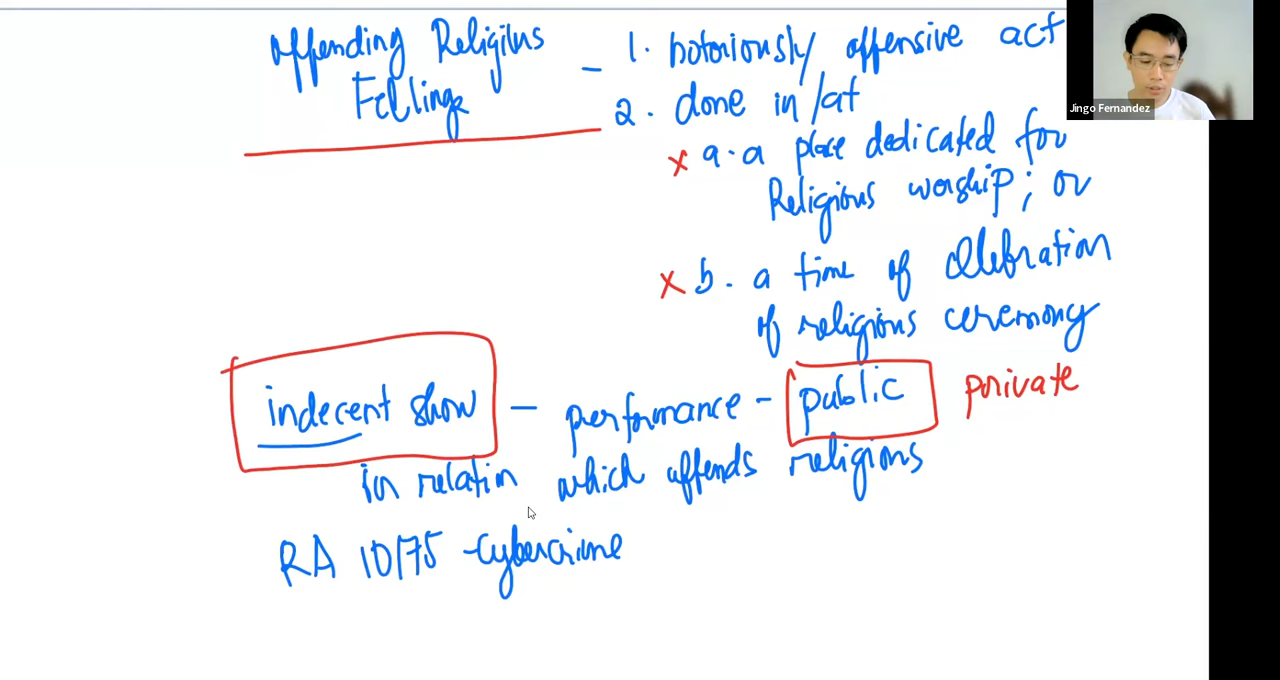 Offending Religious
Feelings
- 1. notoriously offensive act
2. done in /at
x a. a place dedicated for
Religious worship; or
x b. a time of celebration
of religious ceremony
indecent show - performance - public private
in relation which offends religions
RA 10175 - cybercrime
Jingo Fernandez